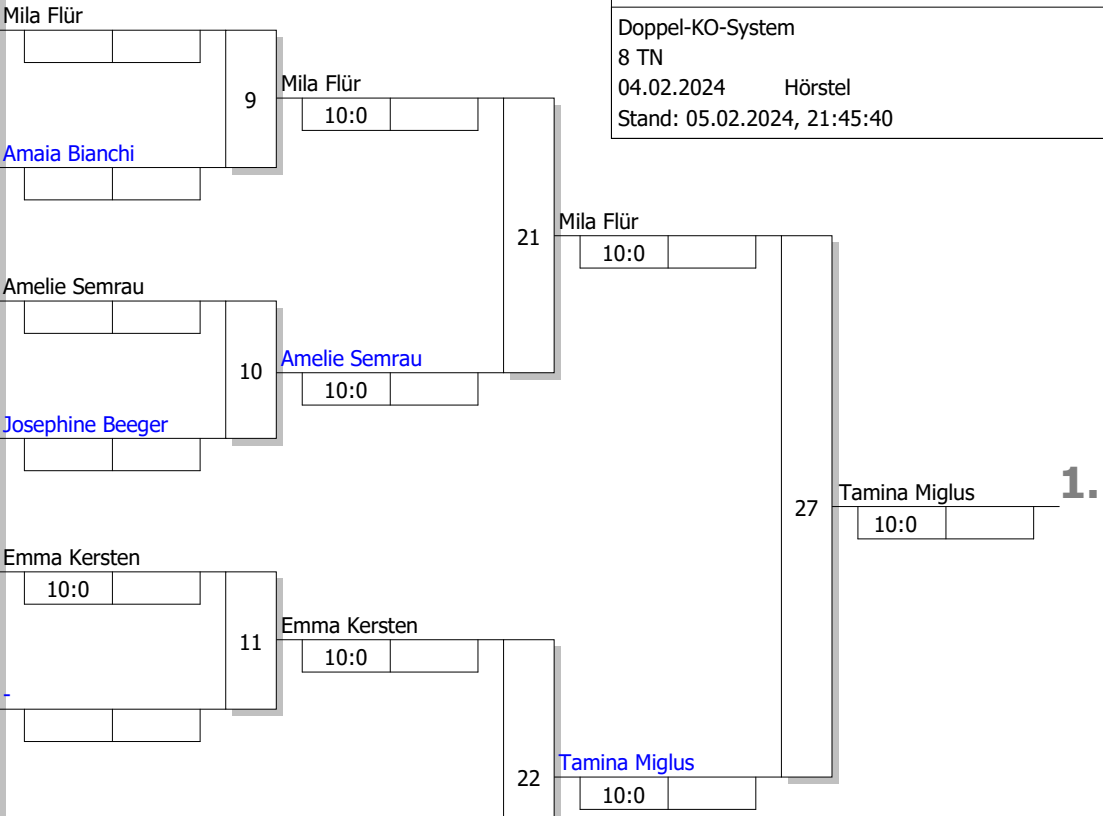 Doppel-KO-System
8 TN
04.02.2024 Hörstel
Stand: 05.02.2024, 21:45:40
Mila Flür
9
Mila Flür
10:0
Amaia Bianchi
21
Mila Flür
10:0
Amelie Semrau
10
Amelie Semrau
10:0
Josephine Beeger
27
Tamina Miglus
1.
10:0
Emma Kersten
10:0
11
Emma Kersten
10:0
-
22
Tamina Miglus
10:0